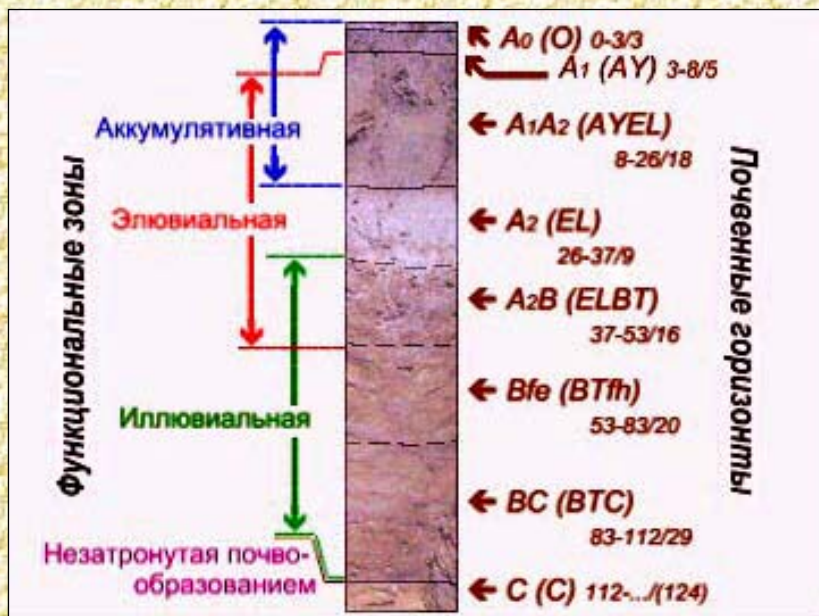 Функциональные зоны
Аккумулятивная
Элювиальная
Иллювиальная
Незатронутая почво-
образованием
A0 (O) 0-3/3
A1 (AY) 3-8/5
A1A2 (AYEL)
8-26/18
A2 (EL)
26-37/9
A2B (ELBT)
37-53/16
Bfe (BTfh)
53-83/20
BC (BTC)
83-112/29
C (C) 112-.../(124)
Почвенные горизонты